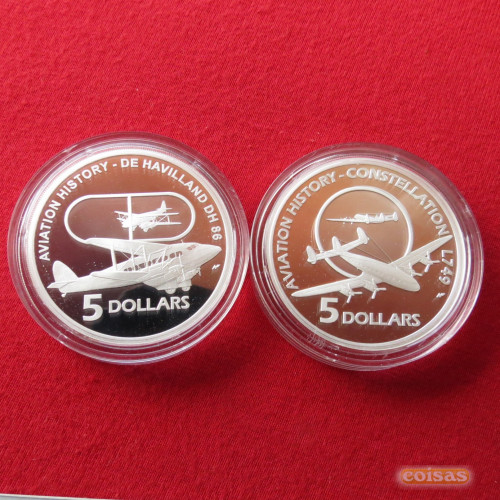 AVIATION HISTORY - DE HAVILLAND DH 86
5 DOLLARS
AVIATION HISTORY - CONSTELLATION L749
5 DOLLARS
coisas